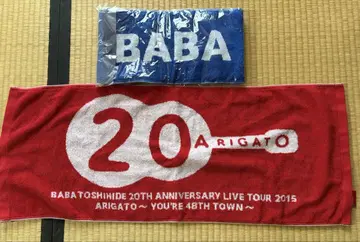 BABA
20 ARIGATO
BABA TOSHIHIDE 20TH ANNIVERSARY LIVE TOUR 2015
ARIGATO～ YOU'RE 48TH TOWN～